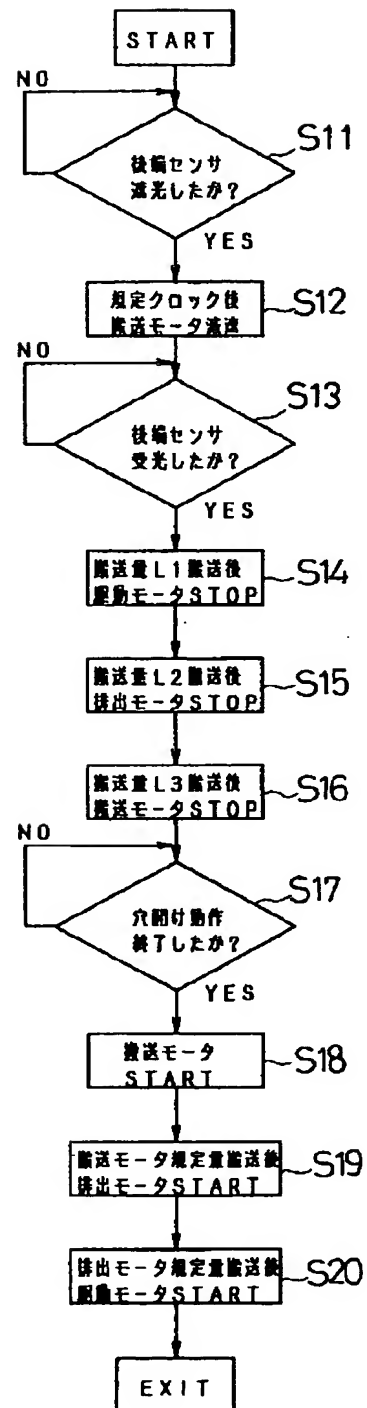 START
NO
後端センサ
遮光したか?
S11
YES
規定クロック後
搬送モータ減速
S12
NO
後端センサ
受光したか?
S13
YES
搬送量L1搬送後
駆動モータSTOP
S14
搬送量L2搬送後
排出モータSTOP
S15
搬送量L3搬送後
搬送モータSTOP
S16
NO
穴開け動作
終了したか?
S17
YES
搬送モータ
START
S18
搬送モータ規定量搬送後
排出モータSTART
S19
排出モータ規定量搬送後
駆動モータSTART
S20
EXIT